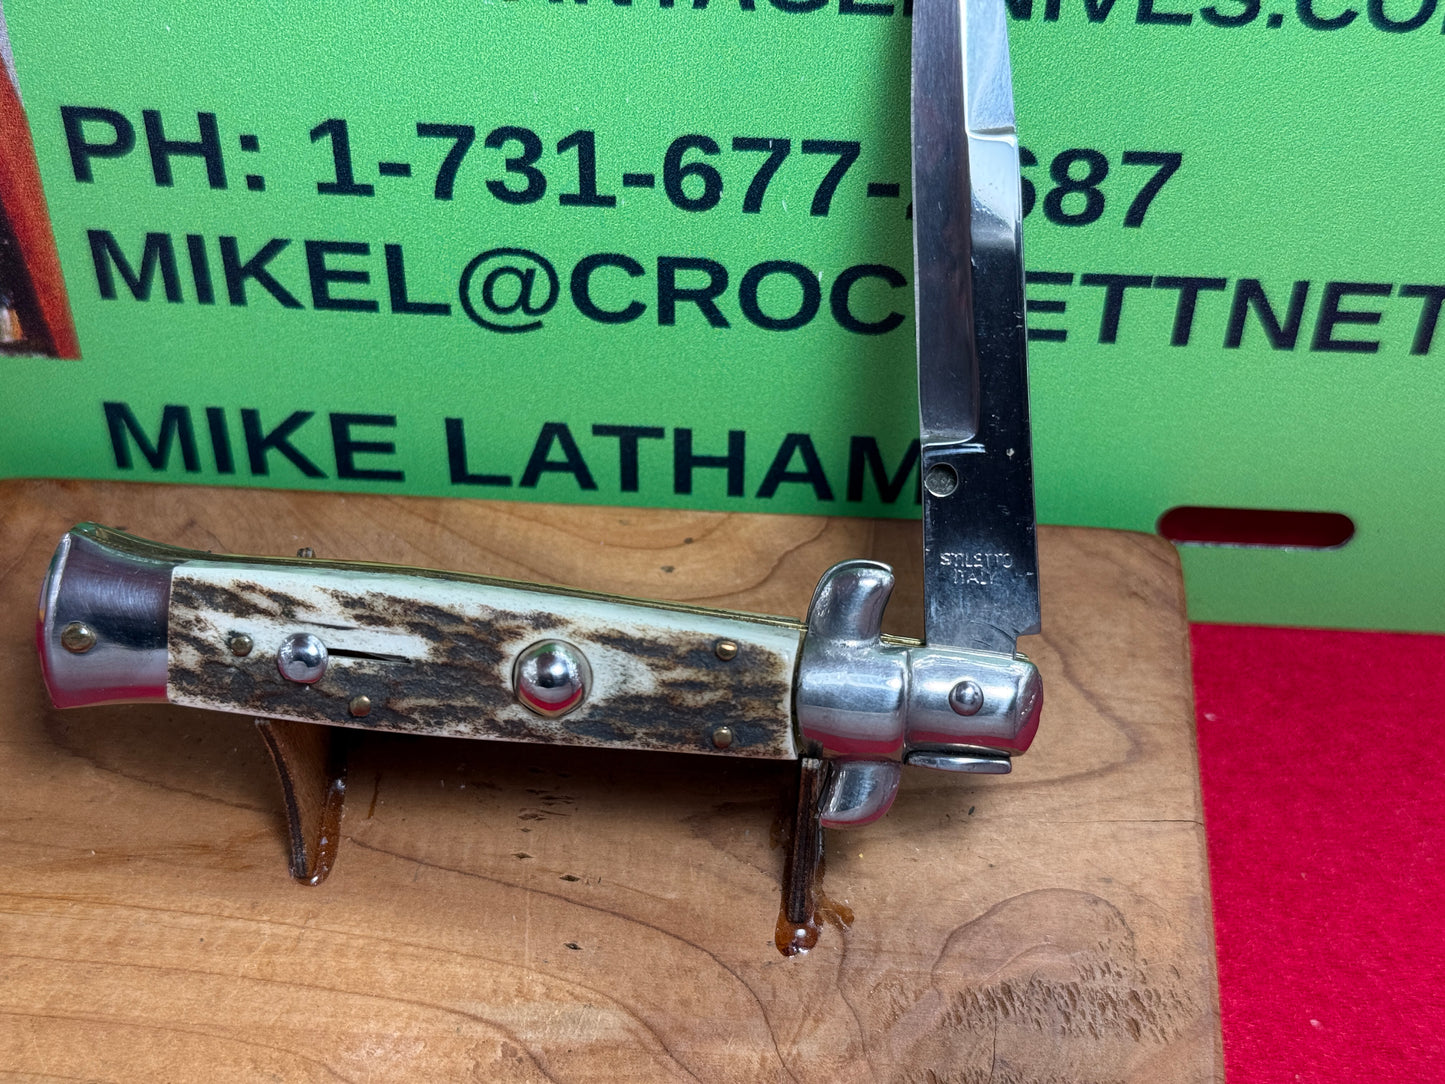 PH: 1-731-677- 687
MIKEL@CROC ETTNET
MIKE LATHAM
STILETTO
ITALY